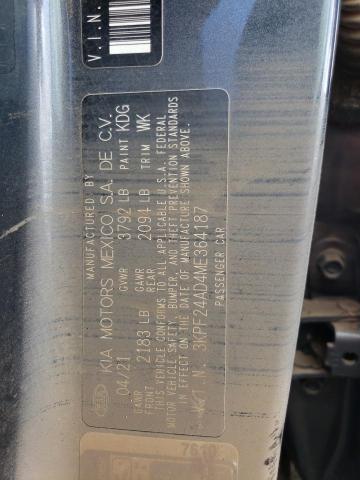 V.I.N.
MANUFACTURED BY
KIA
KIA MOTORS MEXICO S.A. DE C.V.
04/21 GVWR 3792 LB PAINT KDG
GAWR FRONT 2183 LB GAWR REAR 2094 LB TRIM WK
THIS VEHICLE CONFORMS TO ALL APPLICABLE U.S.A. FEDERAL
MOTOR VEHICLE SAFETY, BUMPER, AND THEFT PREVENTION STANDARDS
IN EFFECT ON THE DATE OF MANUFACTURE SHOWN ABOVE.
V.I.N. : 3KPF24AD4ME364187
PASSENGER CAR